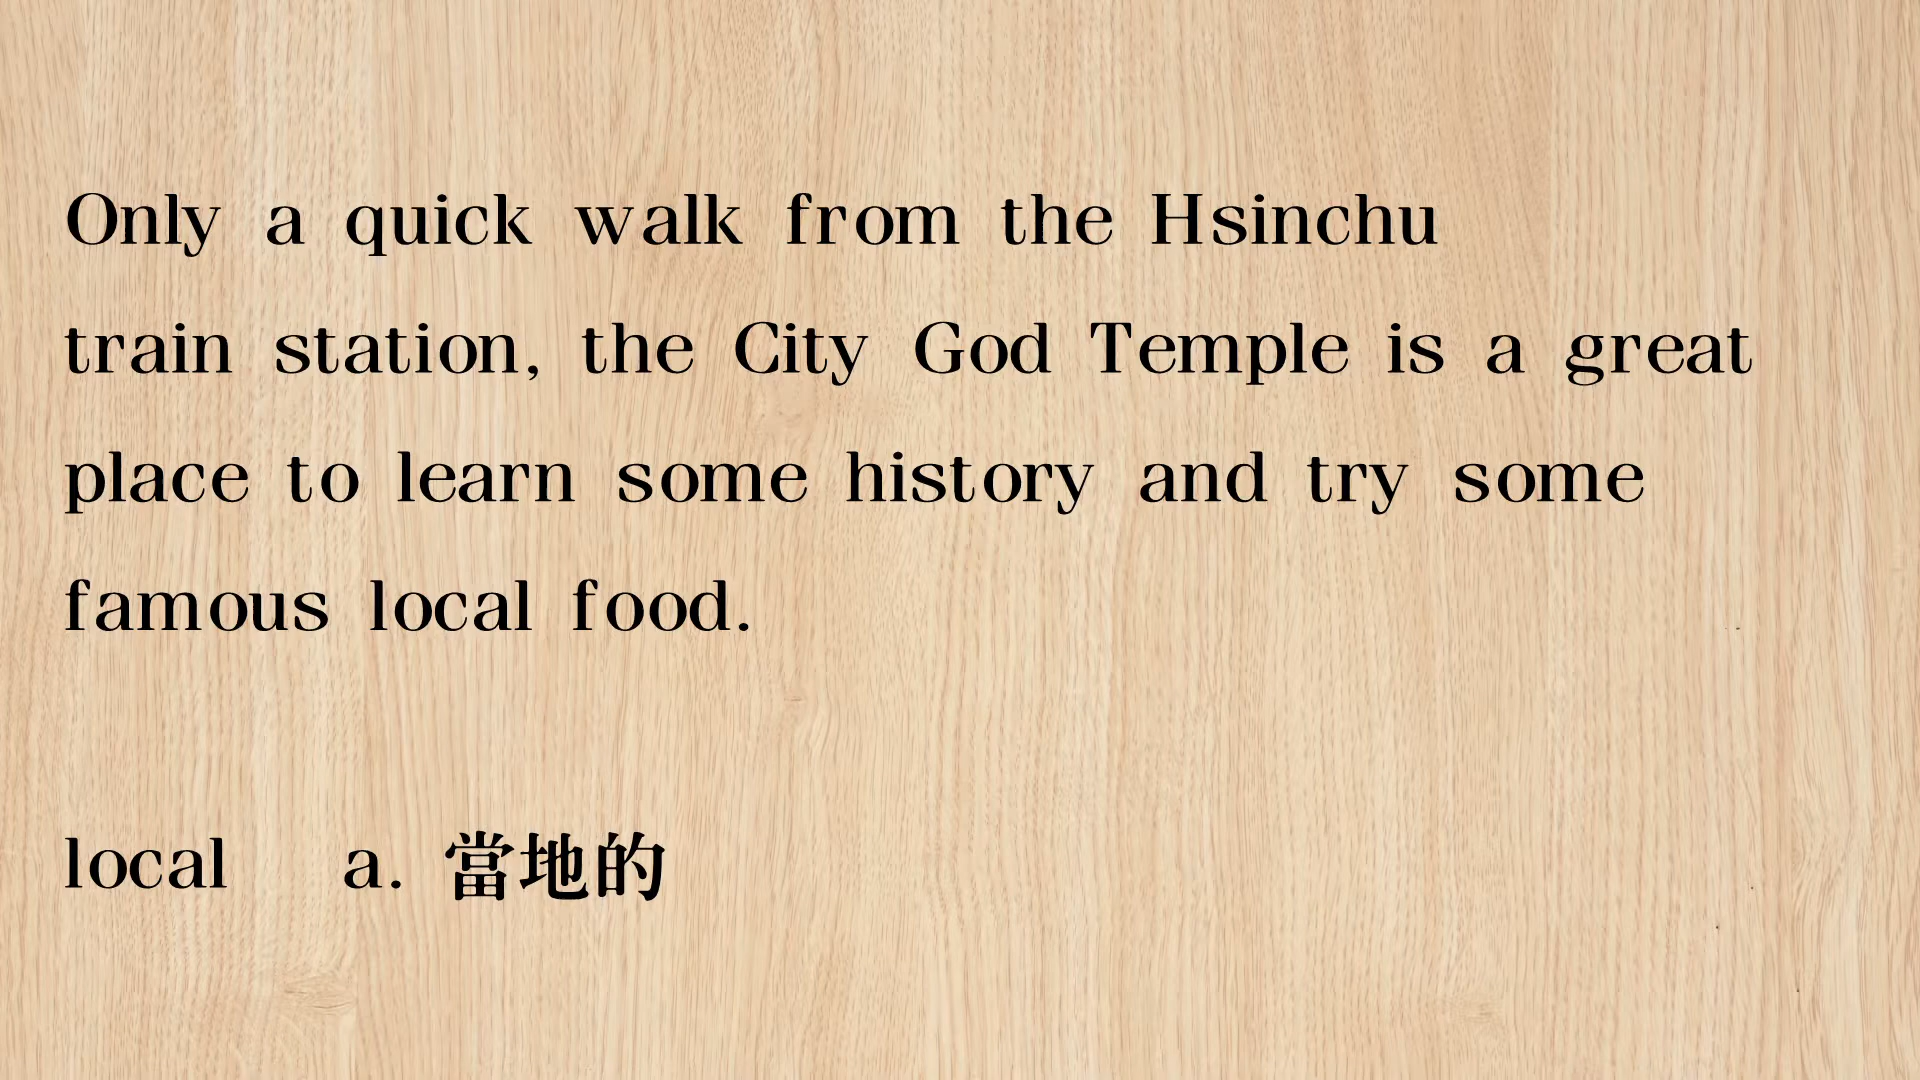 Only a quick walk from the Hsinchu
train station, the City God Temple is a great
place to learn some history and try some
famous local food.
local a. 當地的